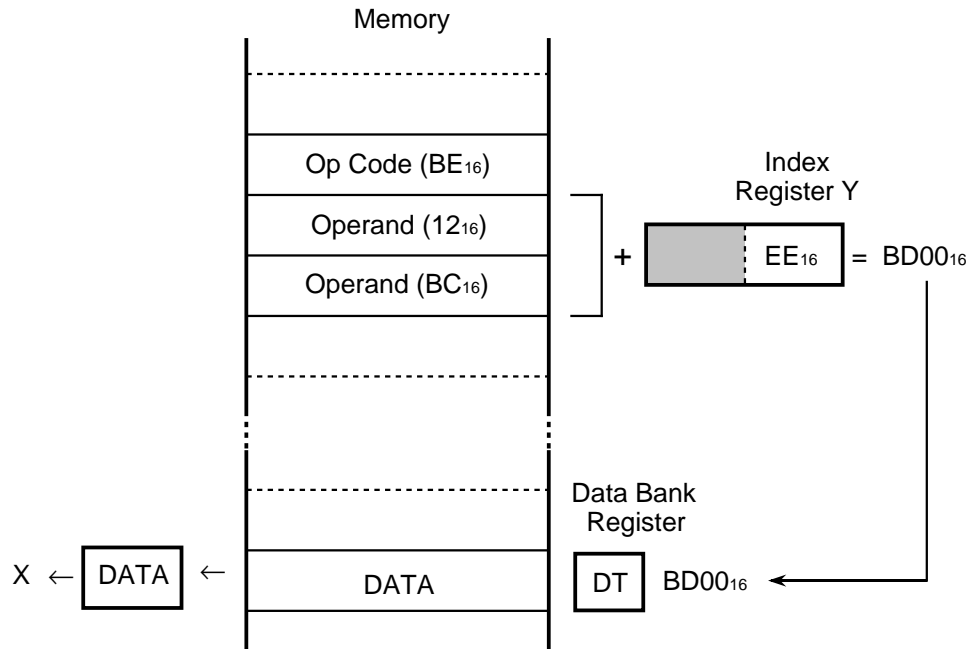 Memory
Op Code (BE₁₆)
Operand (12₁₆)
Operand (BC₁₆)
Index
Register Y
+
EE₁₆
= BD00₁₆
Data Bank
Register
X ← DATA ←
DATA
DT
BD00₁₆